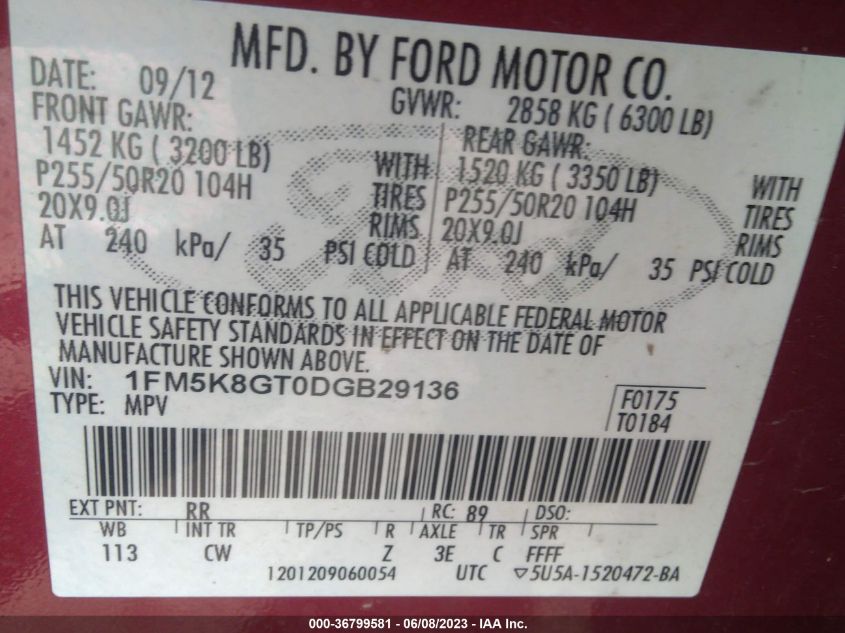 MFD. BY FORD MOTOR CO.
DATE: 09/12 GVWR: 2858 KG ( 6300 LB)
FRONT GAWR: REAR GAWR:
1452 KG ( 3200 LB) WITH 1520 KG ( 3350 LB) WITH
P255/50R20 104H TIRES P255/50R20 104H TIRES
20X9.0J RIMS 20X9.0J RIMS
AT 240 kPa/ 35 PSI COLD AT 240 kPa/ 35 PSI COLD
Ford
THIS VEHICLE CONFORMS TO ALL APPLICABLE FEDERAL MOTOR
VEHICLE SAFETY STANDARDS IN EFFECT ON THE DATE OF
MANUFACTURE SHOWN ABOVE.
VIN: 1FM5K8GT0DGB29136
TYPE: MPV
F0175
T0184
EXT PNT: RR RC: 89 DSO:
WB INT TR TP/PS R AXLE TR SPR
113 CW Z 3E C FFFF
1201209060054 UTC ▽5U5A-1520472-BA
000-36799581 - 06/08/2023 - IAA Inc.